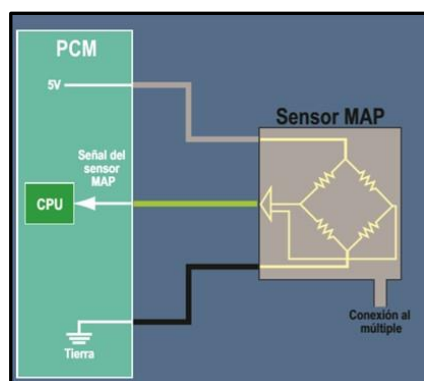 PCM
5V
Sensor MAP
Señal del
sensor
MAP
CPU
Tierra
Conexión al
múltiple